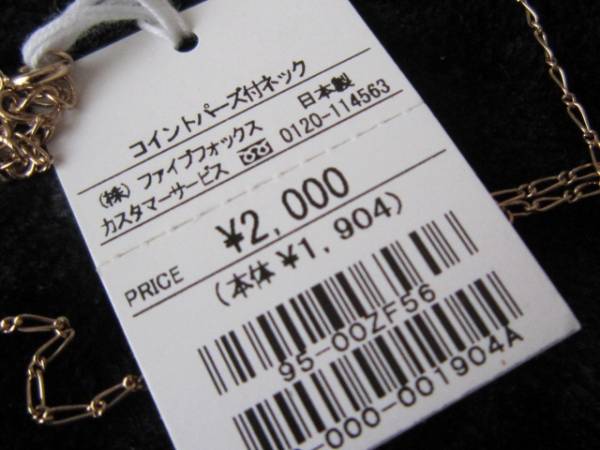 コイントパーズ付ネック
日本製
(株) ファイブフォックス
カスタマーサービス 0120-114563
PRICE ¥2,000
(本体¥1,904)
95-00ZF56
-000-001904A